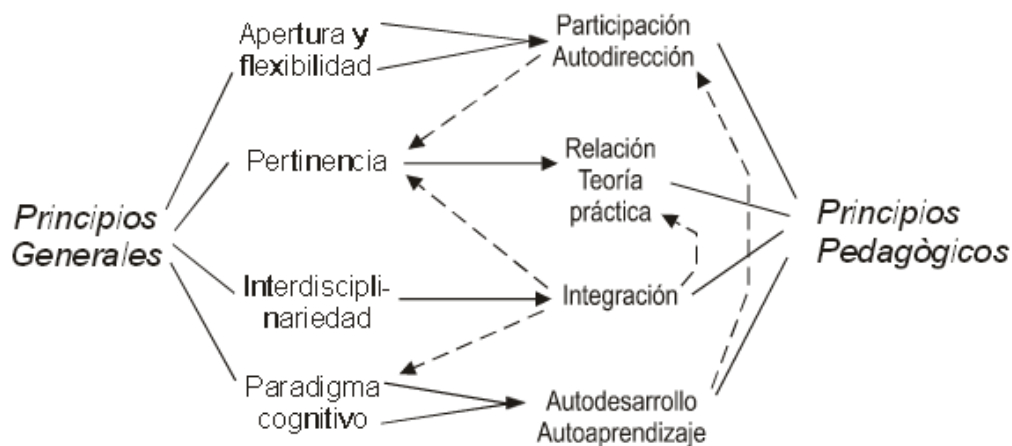 Apertura y
flexibilidad
Participación
Autodirección
Pertinencia
Relación
Teoría
práctica
Principios
Generales
Principios
Pedagògicos
Interdiscipli-
nariedad
Integración
Paradigma
cognitivo
Autodesarrollo
Autoaprendizaje